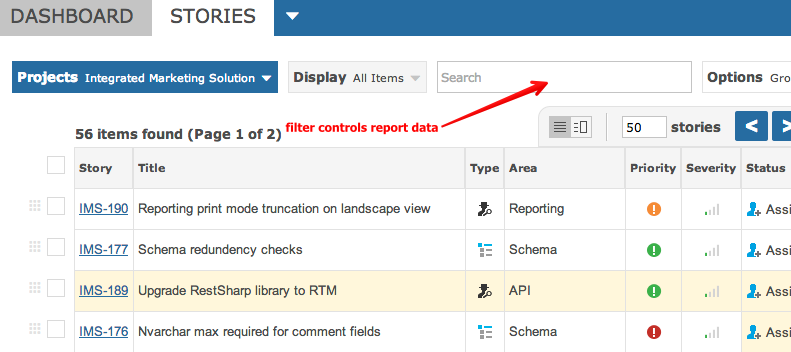 DASHBOARD STORIES
Projects Integrated Marketing Solution Display All Items Search Options Gro
56 items found (Page 1 of 2) filter controls report data 50 stories < >
Story Title Type Area Priority Severity Status
IMS-190 Reporting print mode truncation on landscape view Reporting Assi
IMS-177 Schema redundency checks Schema Assi
IMS-189 Upgrade RestSharp library to RTM API Assi
IMS-176 Nvarchar max required for comment fields Schema Assi